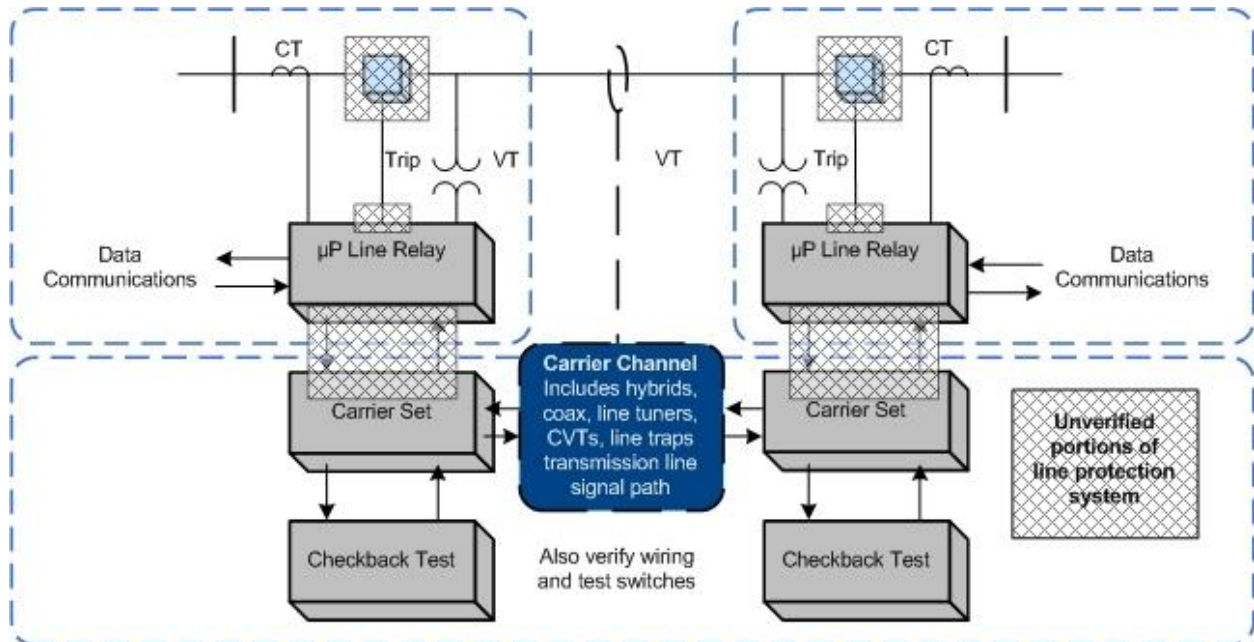 CT
CT
Trip
VT
VT
Trip
µP Line Relay
µP Line Relay
Data
Communications
Data
Communications
Carrier Channel
Includes hybrids,
coax, line tuners,
CVTs, line traps
transmission line
signal path
Carrier Set
Carrier Set
Unverified
portions of
line protection
system
Checkback Test
Also verify wiring
and test switches
Checkback Test